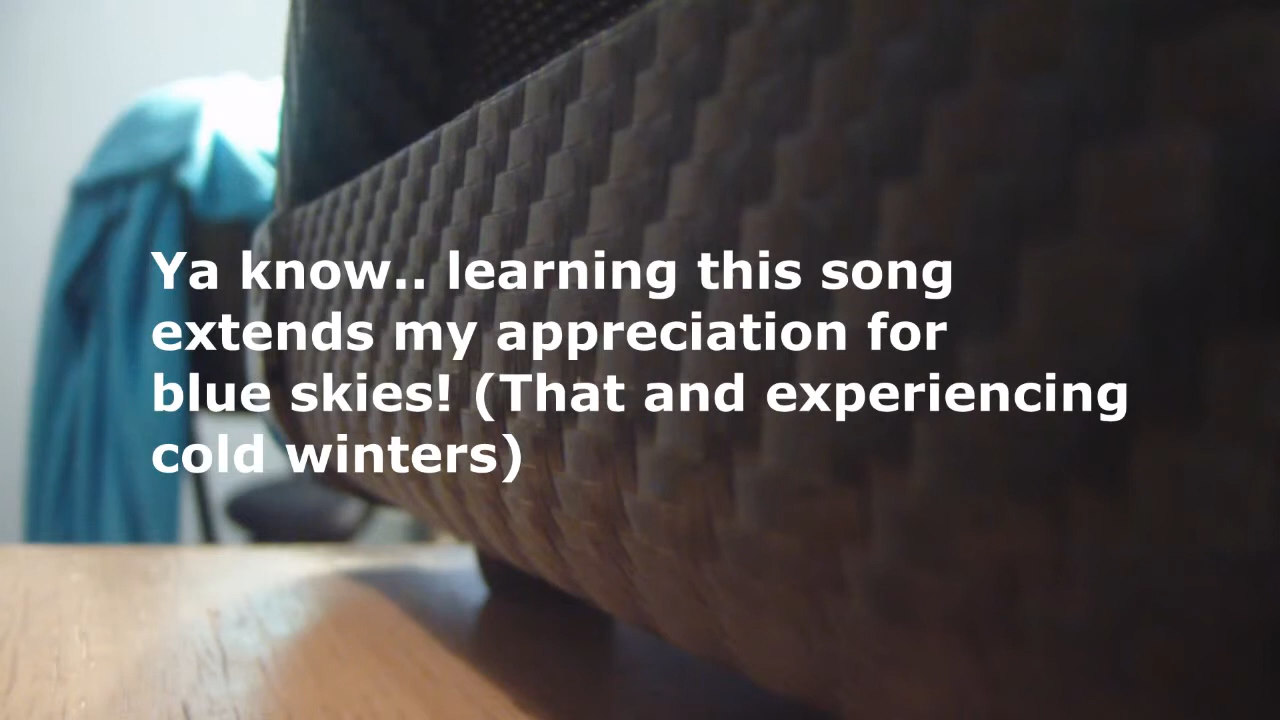 Ya know.. learning this song
extends my appreciation for
blue skies! (That and experiencing
cold winters)